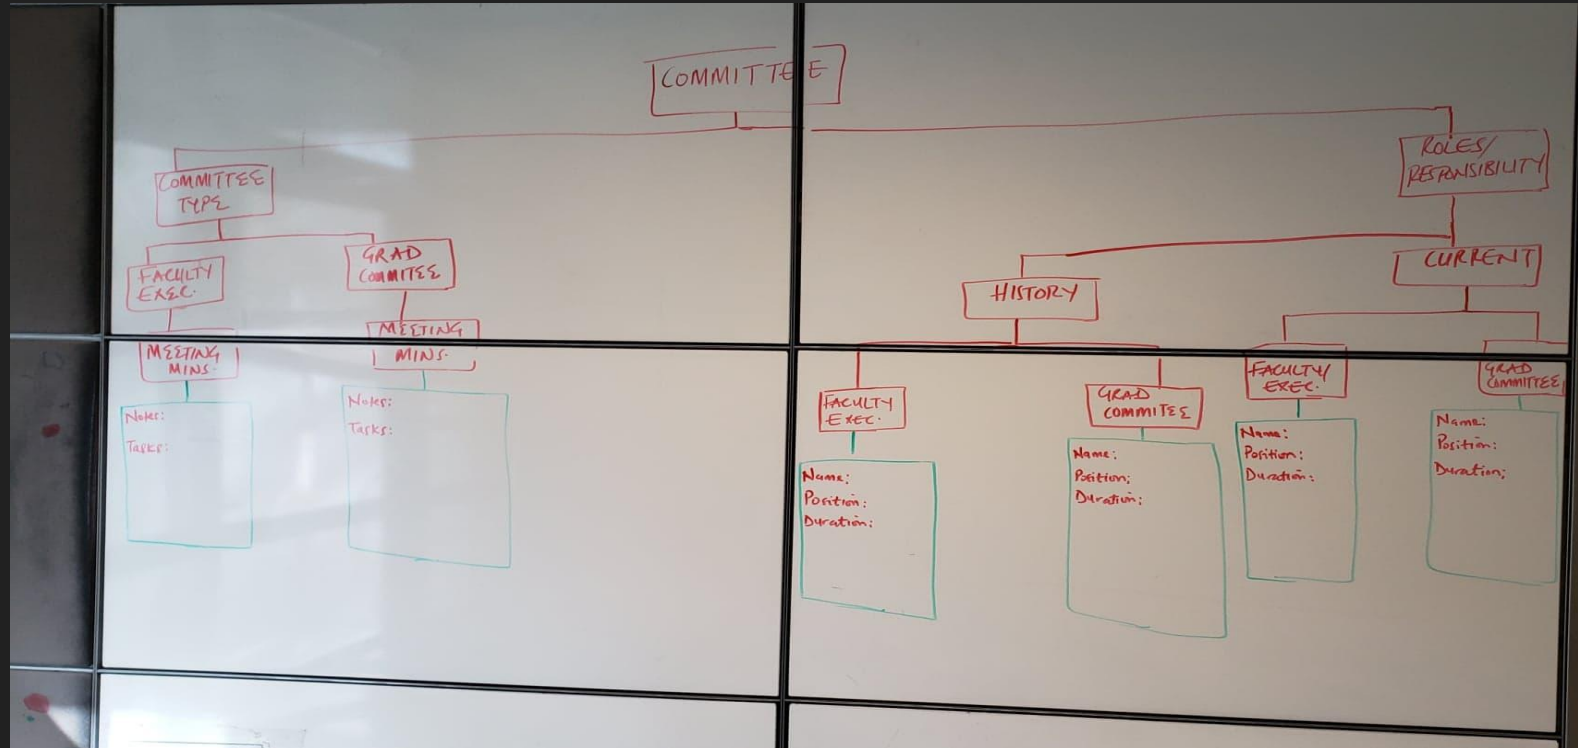 COMMITTEE
COMMITTEE
TYPE
ROLES/
RESPONSIBILITY
FACULTY
EXEC.
GRAD
COMMITEE
HISTORY
CURRENT
MEETING
MINS.
MEETING
MINS.
FACULTY
EXEC.
GRAD
COMMITEE
FACULTY/
EXEC.
GRAD
COMMITTEE
Notes:
Tasks:
Notes:
Tasks:
Name:
Position:
Duration:
Name:
Position;
Duration:
Name:
Position:
Duration:
Name:
Position:
Duration;